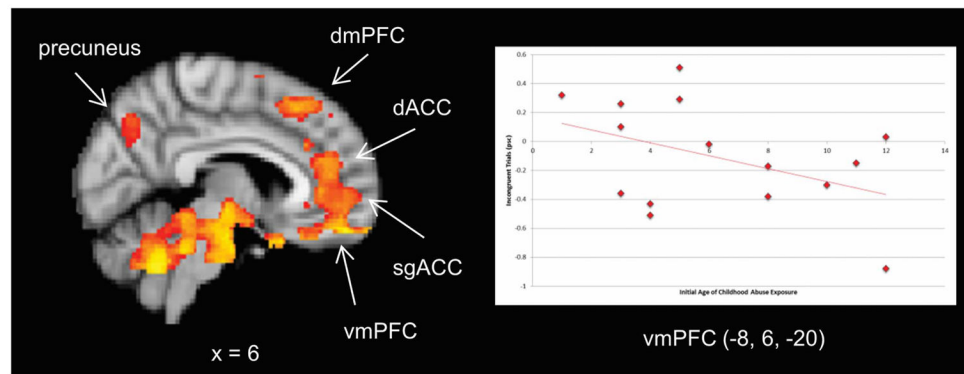 precuneus
dmPFC
dACC
sgACC
vmPFC
x = 6
0.6
0.4
0.2
0
-0.2
-0.4
-0.6
-0.8
-1
0 2 4 6 8 10 12 14
Incongruent Trials (psc)
Initial Age of Childhood Abuse Exposure
vmPFC (-8, 6, -20)